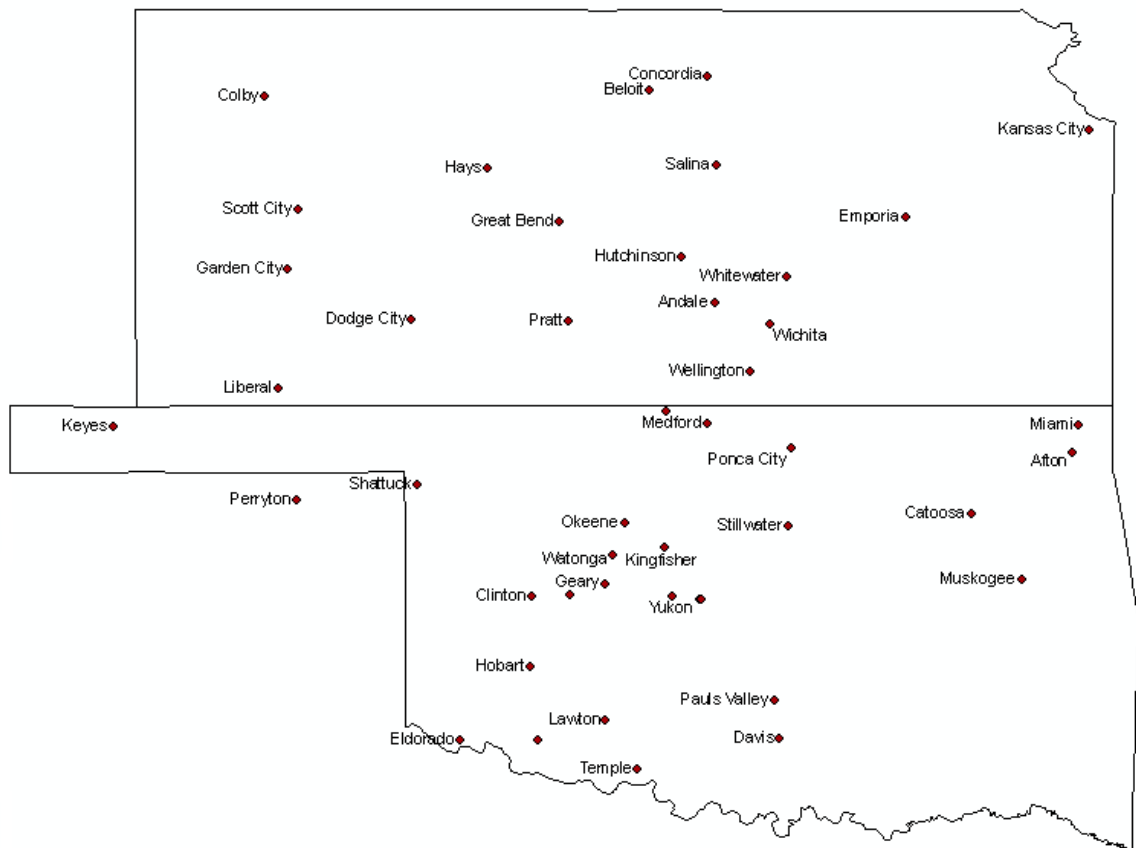 Concordia
Beloit
Colby
Kansas City
Hays
Salina
Scott City
Great Bend
Emporia
Hutchinson
Garden City
Whitewater
Andale
Dodge City
Pratt
Wichita
Wellington
Liberal
Keyes
Medford
Miami
Ponca City
Afton
Shattuck
Perryton
Okeene
Stillwater
Catoosa
Watonga
Kingfisher
Geary
Muskogee
Clinton
Yukon
Hobart
Pauls Valley
Lawton
Eldorado
Davis
Temple